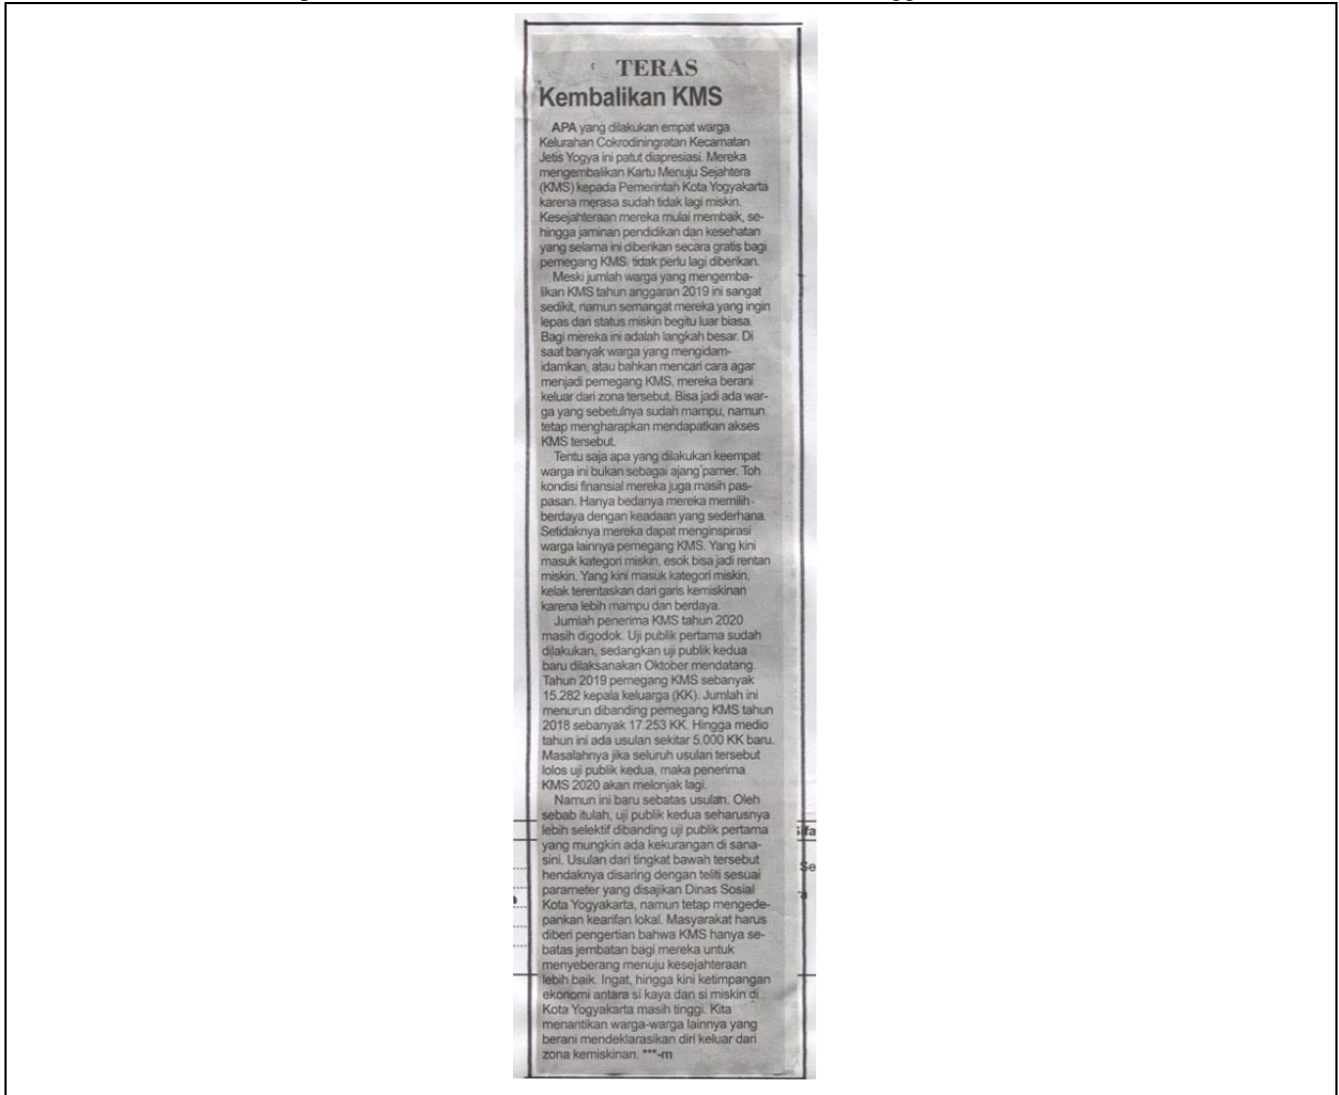 TERAS
Kembalikan KMS
APA yang dilakukan empat warga
Kelurahan Cokrodiningratan Kecamatan
Jetis Yogya ini patut diapresiasi. Mereka
mengembalikan Kartu Menuju Sejahtera
(KMS) kepada Pemerintah Kota Yogyakarta
karena merasa sudah tidak lagi miskin.
Kesejahteraan mereka mulai membaik, se-
hingga jaminan pendidikan dan kesehatan
yang selama ini diberikan secara gratis bagi
pemegang KMS, tidak perlu lagi diberikan.
Meski jumlah warga yang mengemba-
likan KMS tahun anggaran 2019 ini sangat
sedikit, namun semangat mereka yang ingin
lepas dari status miskin begitu luar biasa.
Bagi mereka ini adalah langkah besar. Di
saat banyak warga yang mengidam-
idamkan, atau bahkan mencari cara agar
menjadi pemegang KMS, mereka berani
keluar dari zona tersebut. Bisa jadi ada war-
ga yang sebetulnya sudah mampu, namun
tetap mengharapkan mendapatkan akses
KMS tersebut.
Tentu saja apa yang dilakukan keempat
warga ini bukan sebagai ajang pamer. Toh
kondisi finansial mereka juga masih pas-
pasan. Hanya bedanya mereka memilih
berdaya dengan keadaan yang sederhana.
Setidaknya mereka dapat menginspirasi
warga lainnya pemegang KMS. Yang kini
masuk kategori miskin, esok bisa jadi rentan
miskin. Yang kini masuk kategori miskin,
kelak terentaskan dari garis kemiskinan
karena lebih mampu dan berdaya.
Jumlah penerima KMS tahun 2020
masih digodok. Uji publik pertama sudah
dilakukan, sedangkan uji publik kedua
baru dilaksanakan Oktober mendatang.
Tahun 2019 pemegang KMS sebanyak
15.282 kepala keluarga (KK). Jumlah ini
menurun dibanding pemegang KMS tahun
2018 sebanyak 17.253 KK. Hingga medio
tahun ini ada usulan sekitar 5.000 KK baru.
Masalahnya jika seluruh usulan tersebut
lolos uji publik kedua, maka penerima
KMS 2020 akan melonjak lagi.
Namun ini baru sebatas usulan. Oleh
sebab itulah, uji publik kedua seharusnya
lebih selektif dibanding uji publik pertama
yang mungkin ada kekurangan di sana-
sini. Usulan dari tingkat bawah tersebut
hendaknya disaring dengan teliti sesuai
parameter yang disajikan Dinas Sosial
Kota Yogyakarta, namun tetap mengede-
pankan kearifan lokal. Masyarakat harus
diberi pengertian bahwa KMS hanya se-
batas jembatan bagi mereka untuk
menyeberang menuju kesejahteraan
lebih baik. Ingat, hingga kini ketimpangan
ekonomi antara si kaya dan si miskin di
Kota Yogyakarta masih tinggi. Kita
menantikan warga-warga lainnya yang
berani mendeklarasikan diri keluar dari
zona kemiskinan. ***-m